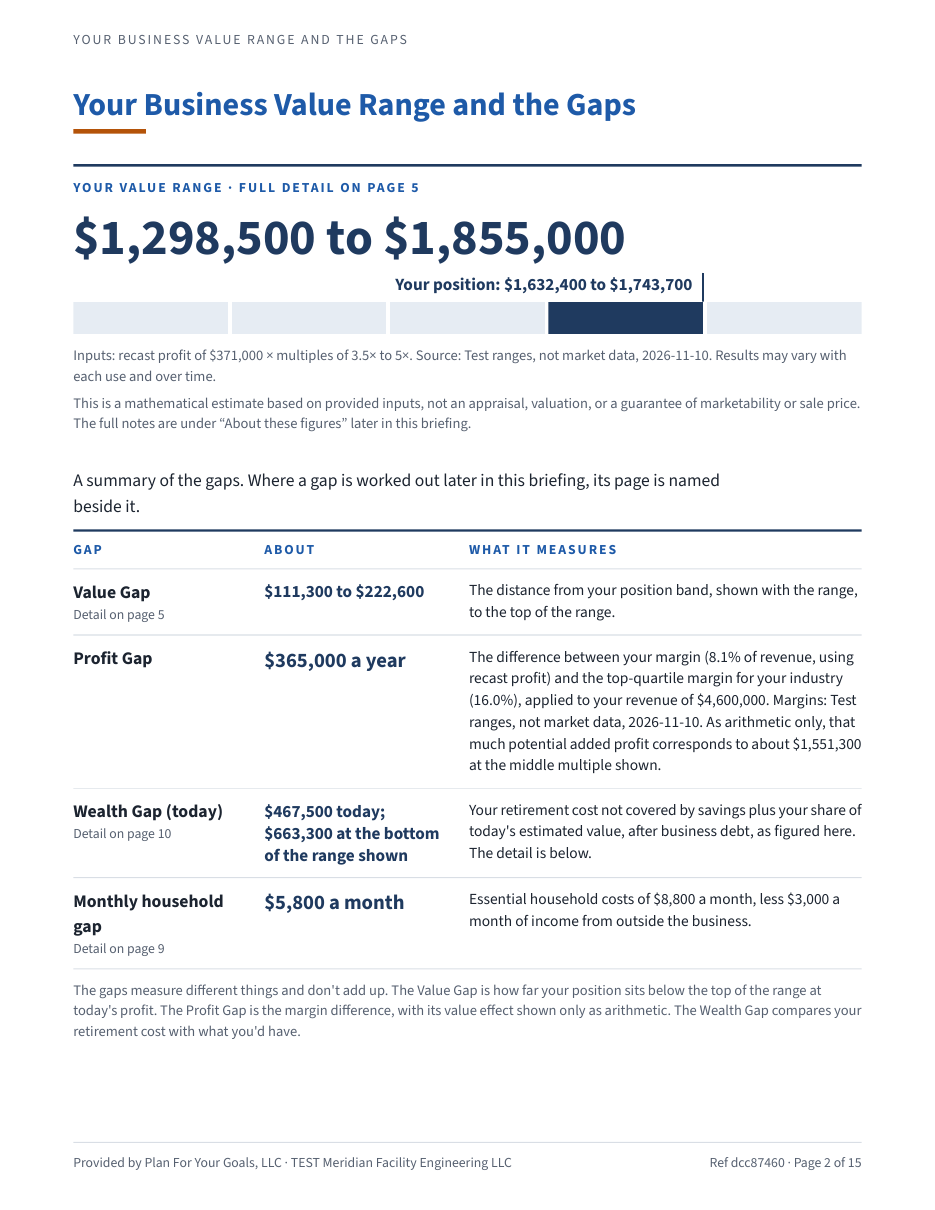 YOUR BUSINESS VALUE RANGE AND THE GAPS
Your Business Value Range and the Gaps
YOUR VALUE RANGE · FULL DETAIL ON PAGE 5
$1,298,500 to $1,855,000
Your position: $1,632,400 to $1,743,700
Inputs: recast profit of $371,000 × multiples of 3.5× to 5×. Source: Test ranges, not market data, 2026-11-10. Results may vary with
each use and over time.
This is a mathematical estimate based on provided inputs, not an appraisal, valuation, or a guarantee of marketability or sale price.
The full notes are under “About these figures” later in this briefing.
A summary of the gaps. Where a gap is worked out later in this briefing, its page is named
beside it.
GAP ABOUT WHAT IT MEASURES
Value Gap $111,300 to $222,600 The distance from your position band, shown with the range,
Detail on page 5 to the top of the range.
Profit Gap $365,000 a year The difference between your margin (8.1% of revenue, using
recast profit) and the top-quartile margin for your industry
(16.0%), applied to your revenue of $4,600,000. Margins: Test
ranges, not market data, 2026-11-10. As arithmetic only, that
much potential added profit corresponds to about $1,551,300
at the middle multiple shown.
Wealth Gap (today) $467,500 today; Your retirement cost not covered by savings plus your share of
Detail on page 10 $663,300 at the bottom today's estimated value, after business debt, as figured here.
of the range shown The detail is below.
Monthly household $5,800 a month Essential household costs of $8,800 a month, less $3,000 a
gap month of income from outside the business.
Detail on page 9
The gaps measure different things and don't add up. The Value Gap is how far your position sits below the top of the range at
today's profit. The Profit Gap is the margin difference, with its value effect shown only as arithmetic. The Wealth Gap compares your
retirement cost with what you'd have.
Provided by Plan For Your Goals, LLC · TEST Meridian Facility Engineering LLC Ref dcc87460 · Page 2 of 15